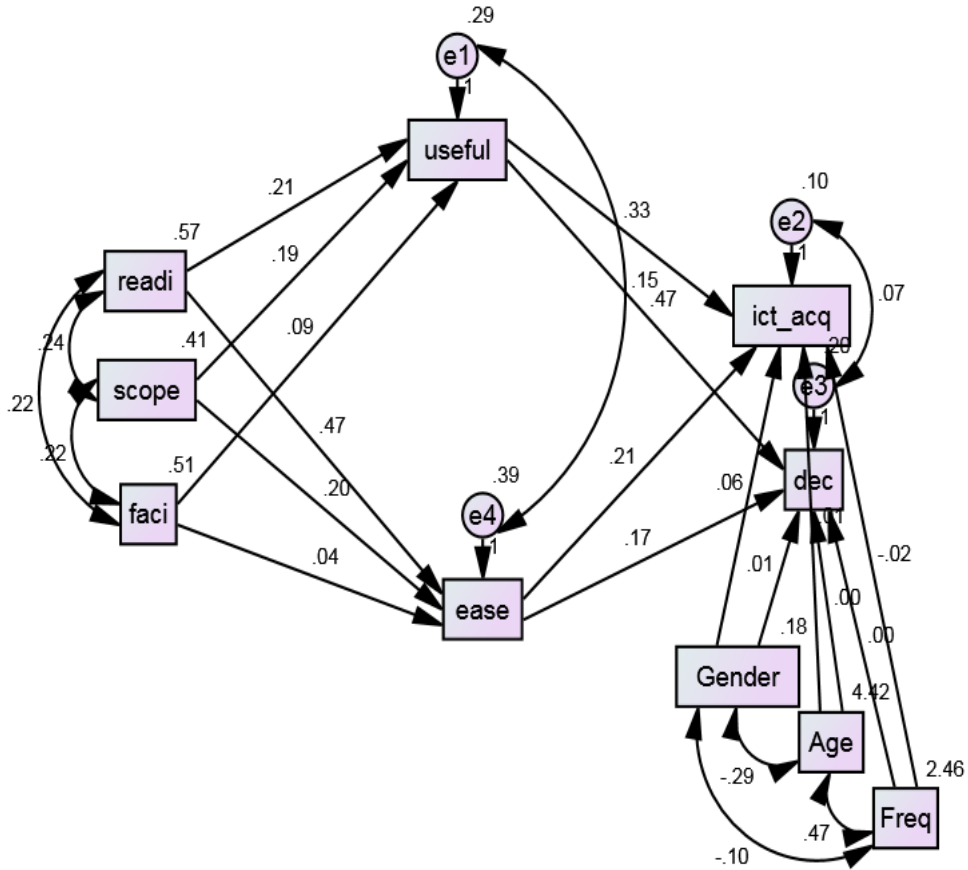 .29
e1
1
useful
.21
.33
.10
e2
1
.57
readi
.19
.15
.47
.07
ict_acq
.24
.41
.09
.20
e3
scope
1
.22
.47
.21
.22
.51
.20
.39
.06
dec
faci
e4
1
.17
.04
.01
-.02
ease
.00
.18
.00
Gender
4.42
Age
-.29
2.46
.47
Freq
-.10